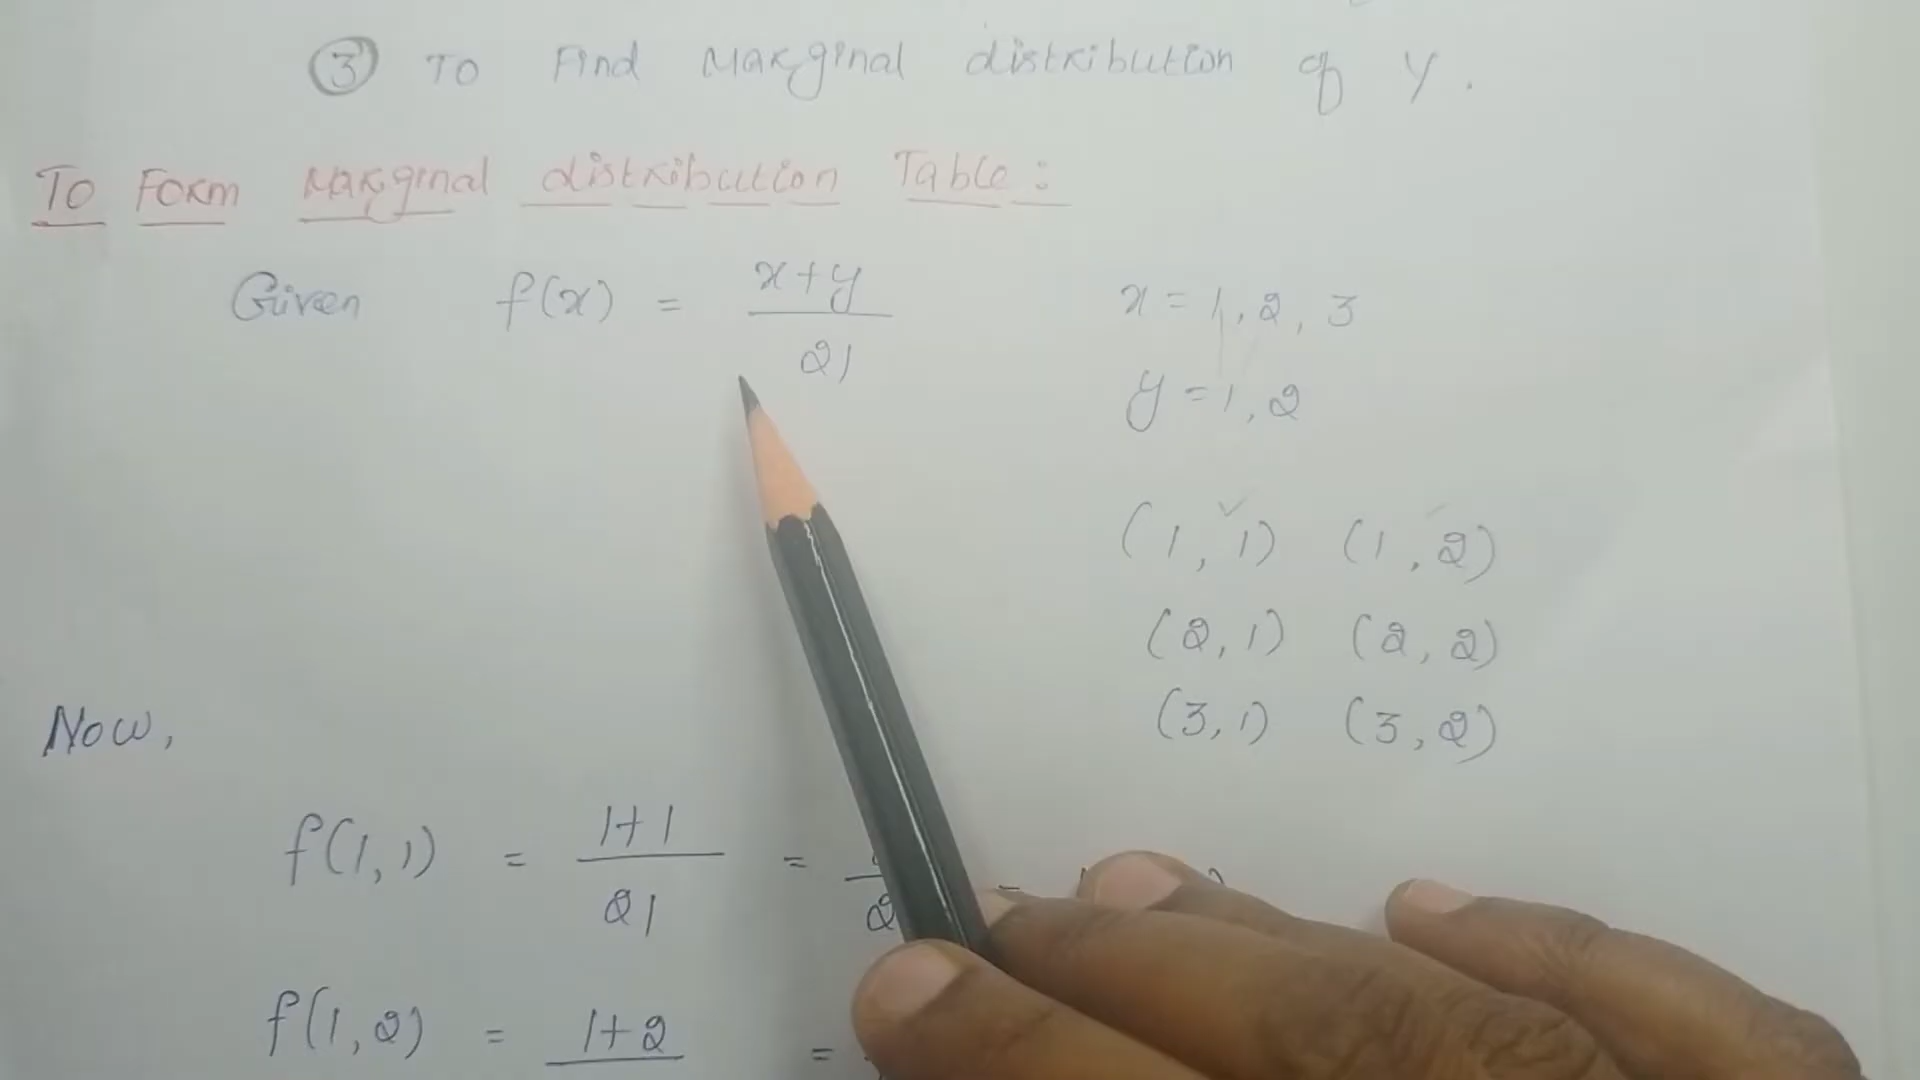 ③ To Find Marginal distribution of Y.
To Form Marginal distribution Table:
Given f(x) = x+y / 21 x = 1, 2, 3
y = 1, 2
(1, 1) (1, 2)
(2, 1) (2, 2)
(3, 1) (3, 2)
Now,
f(1, 1) = 1+1 / 21 =
f(1, 2) = 1+2 =